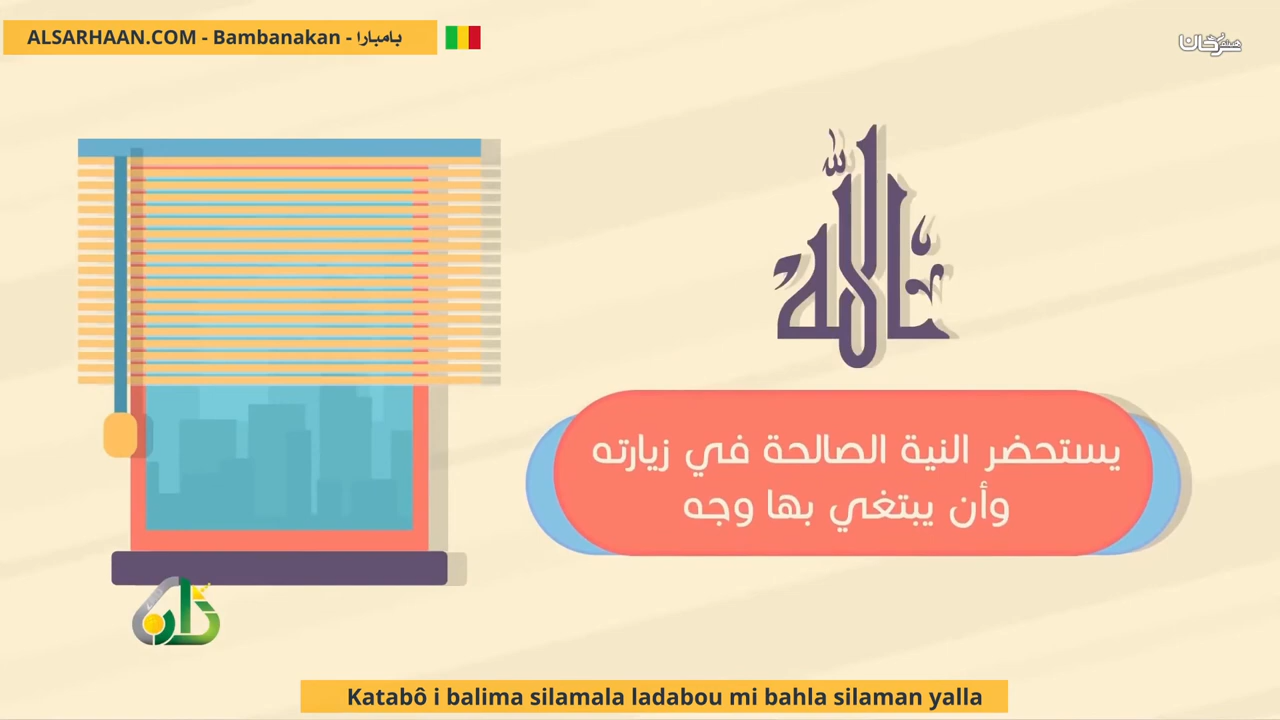 ALSARHAAN.COM - Bambanakan - بامبارا
سرحان
الله
يستحضر النية الصالحة في زيارته
وأن يبتغي بها وجه
Katabô i balima silamala ladabou mi bahla silaman yalla